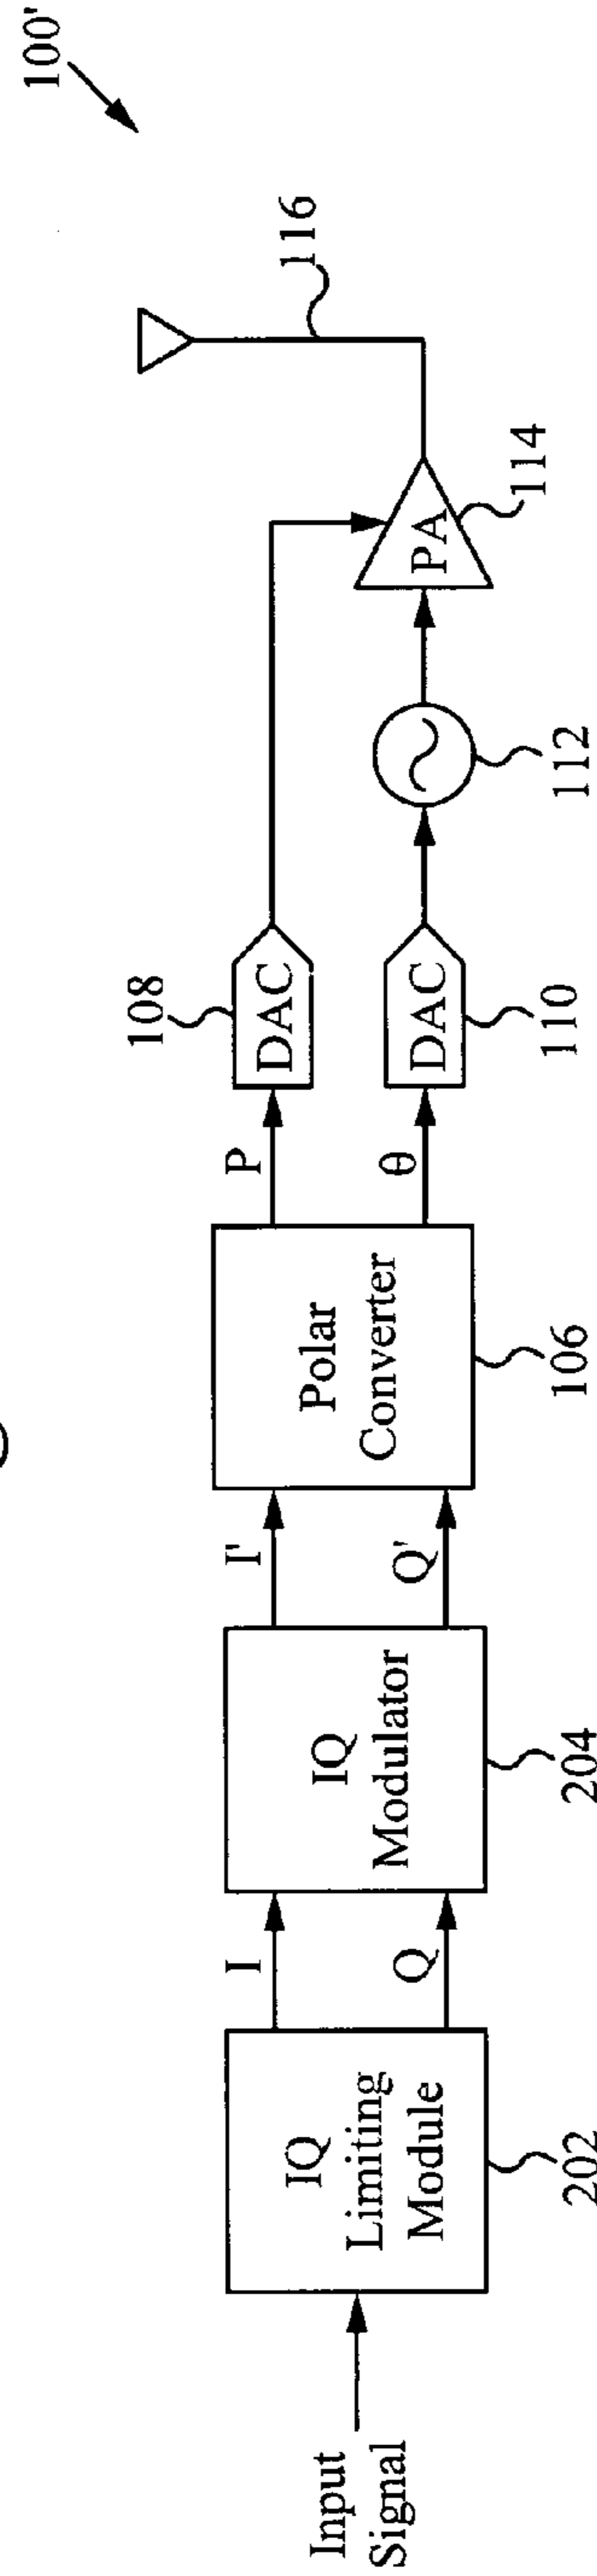 100'
Input
Signal
IQ
Limiting
Module
202
I
Q
IQ
Modulator
204
I'
Q'
Polar
Converter
106
P
θ
108
DAC
DAC
110
112
PA
114
116